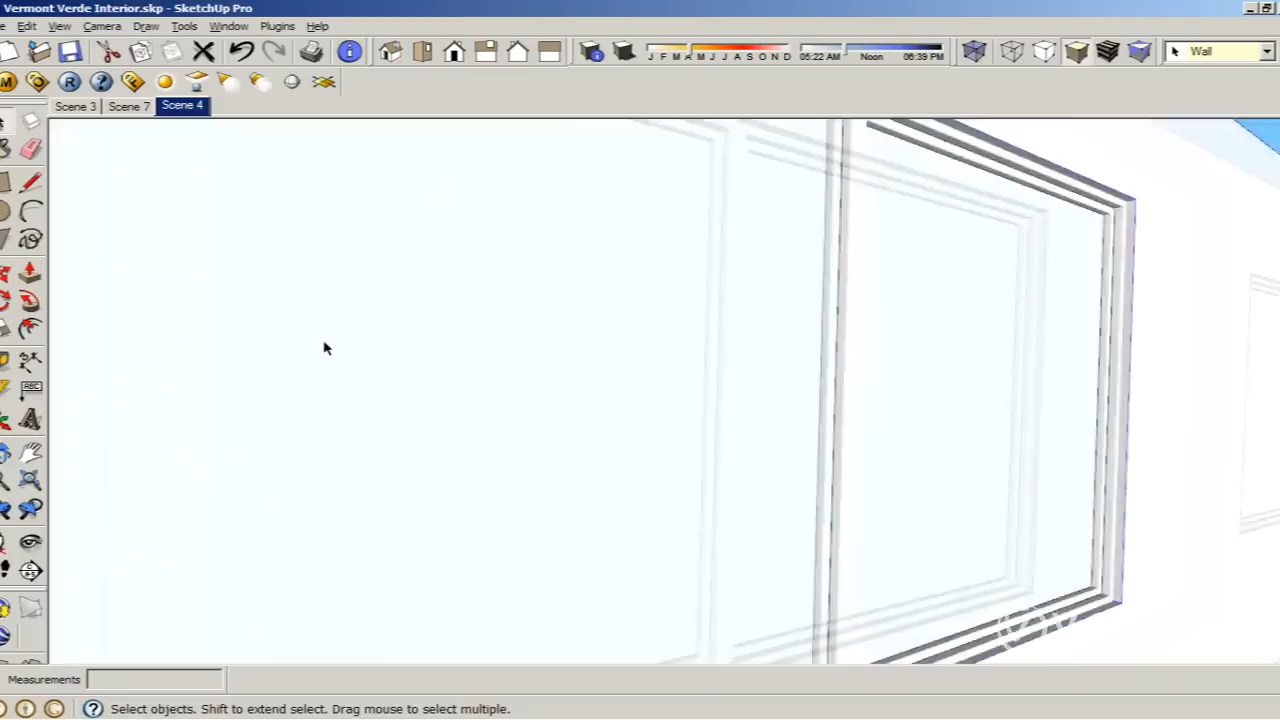 Vermont Verde Interior.skp - SketchUp Pro
Edit View Camera Draw Tools Window Plugins Help
J F M A M J J A S O N D 05:22 AM Noon 06:39 PM Wall
Scene 3 Scene 7 Scene 4
ABC
Measurements
Select objects. Shift to extend select. Drag mouse to select multiple.